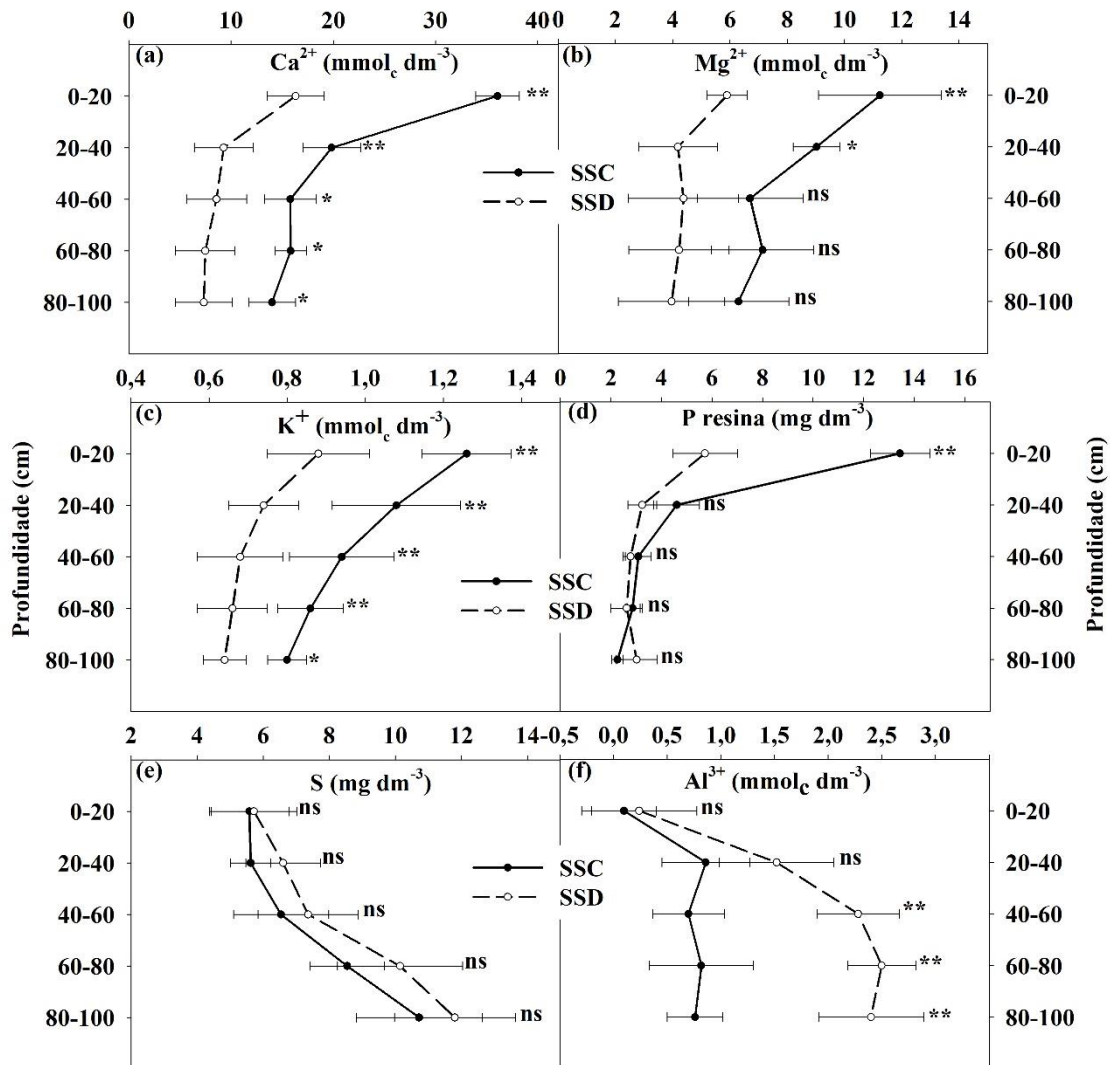 0 10 20 30 40 2 4 6 8 10 12 14
(a) (b)
Ca²⁺ (mmol_c dm⁻³) Mg²⁺ (mmol_c dm⁻³)
0-20 ** ** 0-20
20-40 ** * 20-40
SSC
SSD
40-60 * ns 40-60
60-80 * ns 60-80
80-100 * ns 80-100
0,4 0,6 0,8 1,2 1,4 0 2 4 6 8 10 12 14 16
(c) (d)
K⁺ (mmol_c dm⁻³) P resina (mg dm⁻³)
0-20 ** ** 0-20
20-40 ** ns 20-40
40-60 ** ns 40-60
SSC
SSD
60-80 ** ns 60-80
80-100 * ns 80-100
Profundidade (cm)
Profundidade (cm)
2 4 6 8 10 12 14 -0,5 0,0 0,5 1,0 1,5 2,0 2,5 3,0
(e) (f)
S (mg dm⁻³) Al³⁺ (mmol_c dm⁻³)
0-20 ns ns 0-20
20-40 ns ns 20-40
SSC
SSD
40-60 ns ** 40-60
60-80 ns ** 60-80
80-100 ns ** 80-100